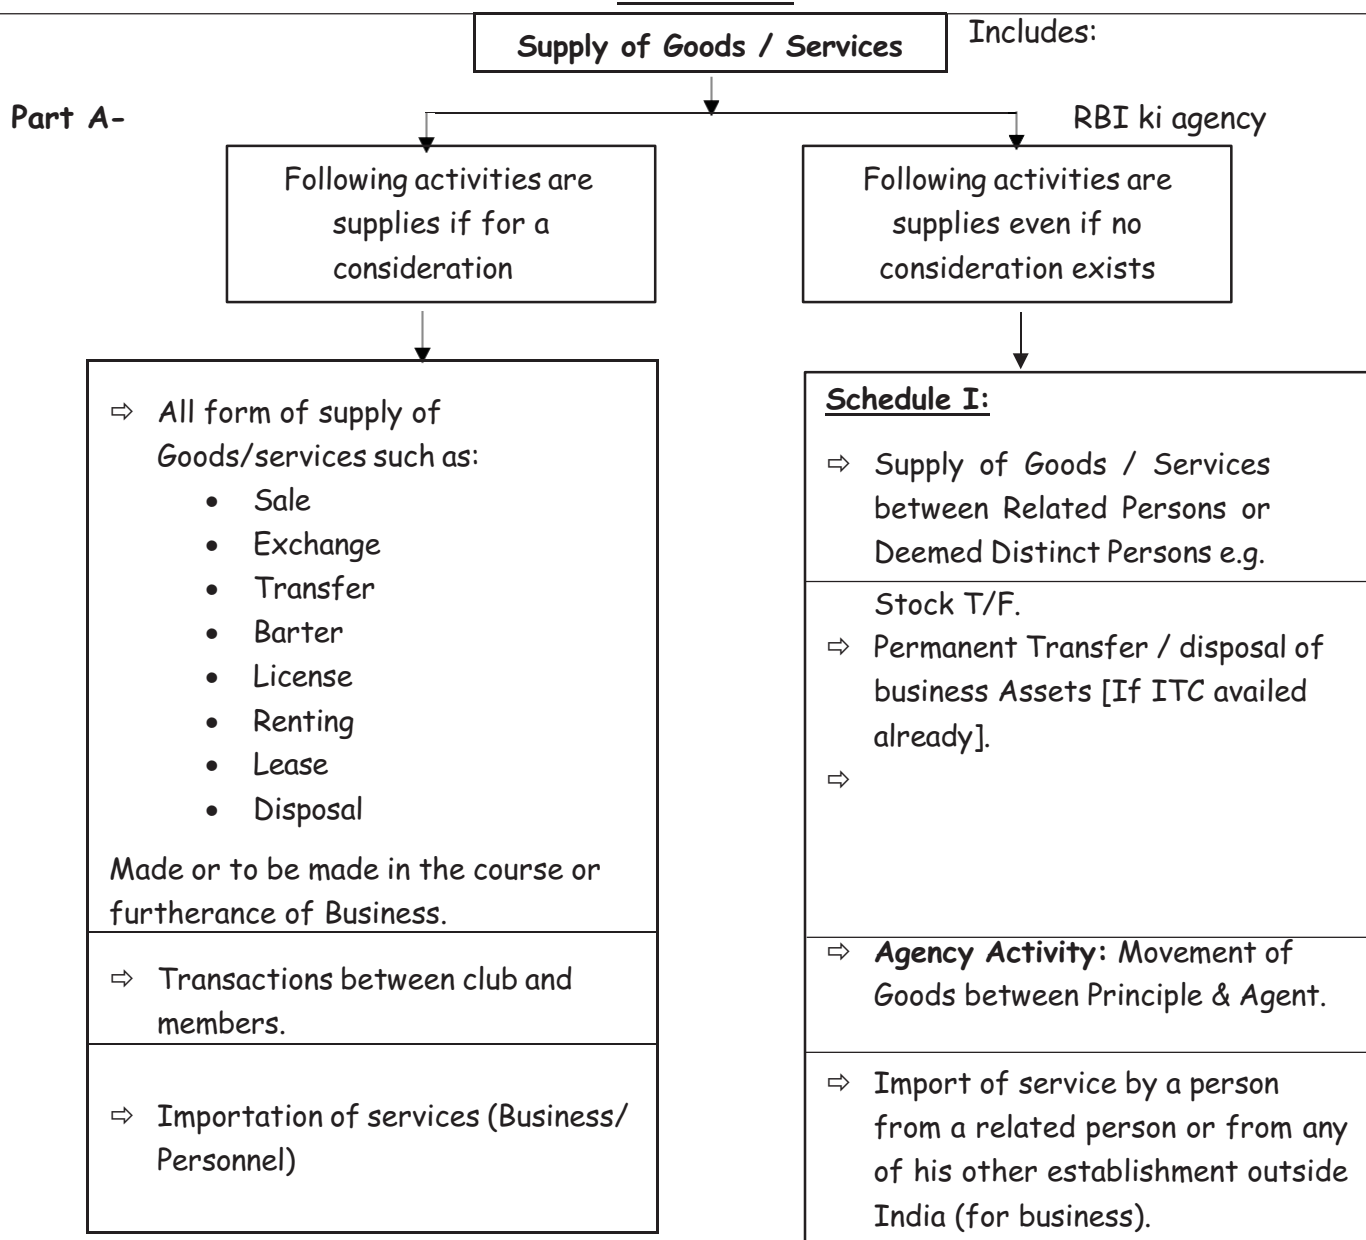 Supply of Goods / Services
Includes:
Part A-
RBI ki agency
Following activities are
supplies if for a
consideration
Following activities are
supplies even if no
consideration exists
⇨ All form of supply of
Goods/services such as:
• Sale
• Exchange
• Transfer
• Barter
• License
• Renting
• Lease
• Disposal
Made or to be made in the course or
furtherance of Business.
⇨ Transactions between club and
members.
⇨ Importation of services (Business/
Personnel)
Schedule I:
⇨ Supply of Goods / Services
between Related Persons or
Deemed Distinct Persons e.g.
Stock T/F.
⇨ Permanent Transfer / disposal of
business Assets [If ITC availed
already].
⇨
⇨ Agency Activity: Movement of
Goods between Principle & Agent.
⇨ Import of service by a person
from a related person or from any
of his other establishment outside
India (for business).